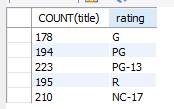 COUNT(title) rating
178 G
194 PG
223 PG-13
195 R
210 NC-17